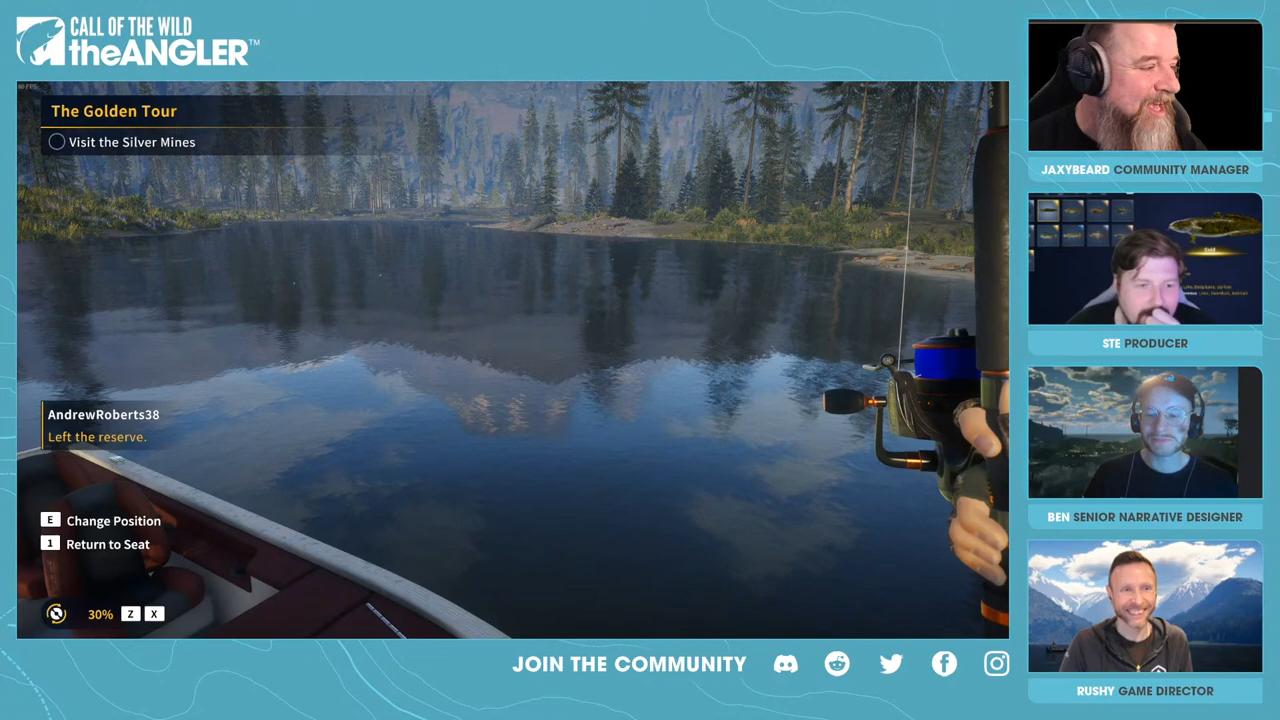 CALL OF THE WILD
theANGLER™
The Golden Tour
Visit the Silver Mines
AndrewRoberts38
Left the reserve.
E Change Position
1 Return to Seat
30% Z X
JOIN THE COMMUNITY
JAXYBEARD COMMUNITY MANAGER
Gold
STE PRODUCER
BEN SENIOR NARRATIVE DESIGNER
RUSHY GAME DIRECTOR